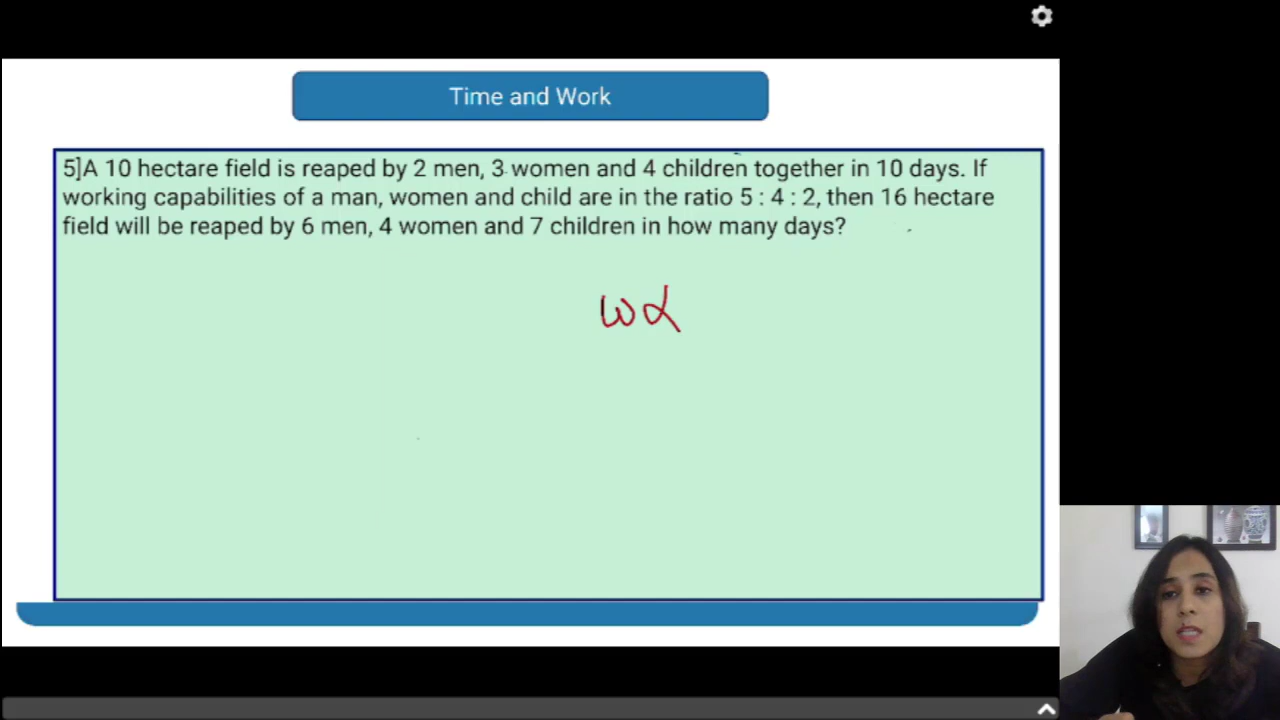 Time and Work
5]A 10 hectare field is reaped by 2 men, 3 women and 4 children together in 10 days. If
working capabilities of a man, women and child are in the ratio 5 : 4 : 2, then 16 hectare
field will be reaped by 6 men, 4 women and 7 children in how many days?
ω α